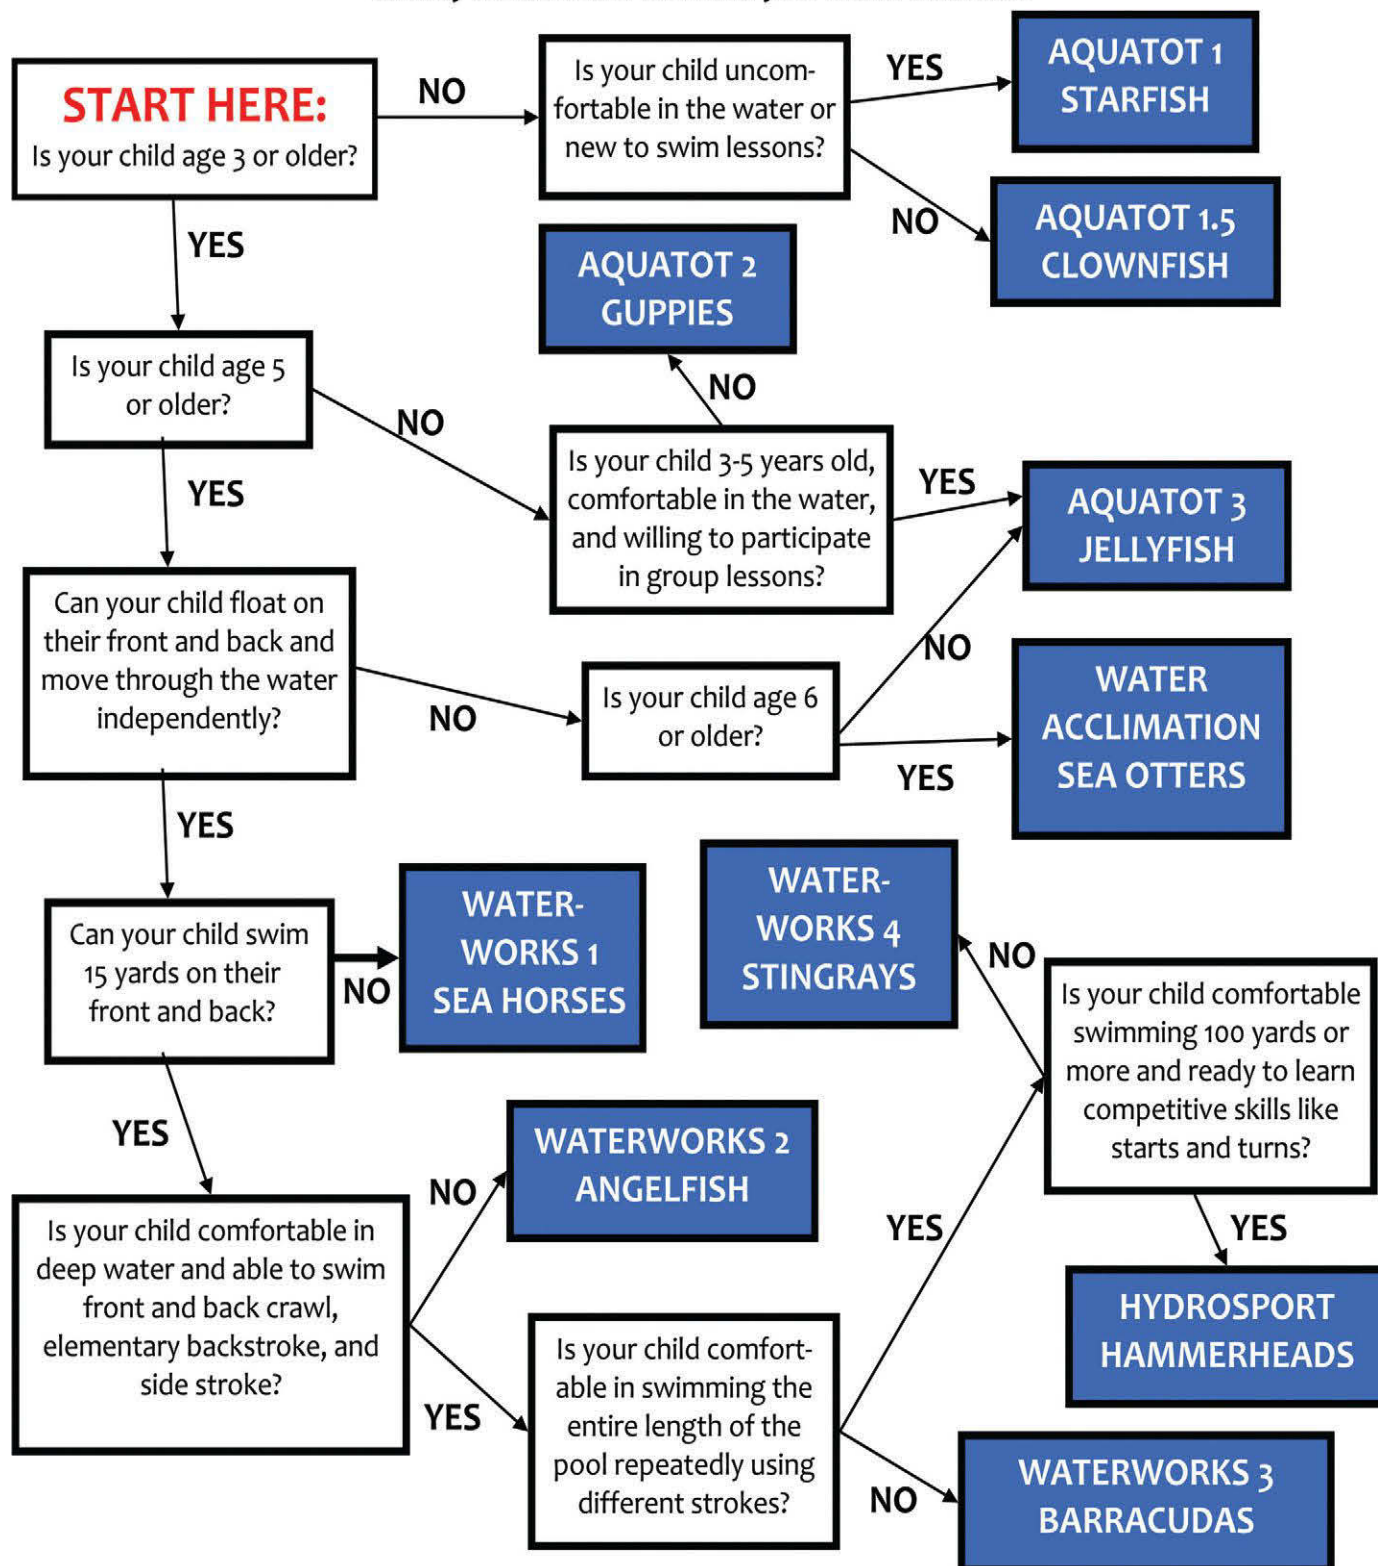 START HERE:
Is your child age 3 or older?
NO
Is your child uncom-
fortable in the water or
new to swim lessons?
YES
AQUATOT 1
STARFISH
NO
AQUATOT 1.5
CLOWNFISH
YES
AQUATOT 2
GUPPIES
Is your child age 5
or older?
NO
NO
Is your child 3-5 years old,
comfortable in the water,
and willing to participate
in group lessons?
YES
AQUATOT 3
JELLYFISH
YES
Can your child float on
their front and back and
move through the water
independently?
NO
Is your child age 6
or older?
NO
YES
WATER
ACCLIMATION
SEA OTTERS
YES
Can your child swim
15 yards on their
front and back?
NO
WATER-
WORKS 1
SEA HORSES
WATER-
WORKS 4
STINGRAYS
NO
Is your child comfortable
swimming 100 yards or
more and ready to learn
competitive skills like
starts and turns?
YES
HYDROSPORT
HAMMERHEADS
YES
Is your child comfortable in
deep water and able to swim
front and back crawl,
elementary backstroke, and
side stroke?
NO
WATERWORKS 2
ANGELFISH
YES
Is your child comfort-
able in swimming the
entire length of the
pool repeatedly using
different strokes?
YES
NO
WATERWORKS 3
BARRACUDAS